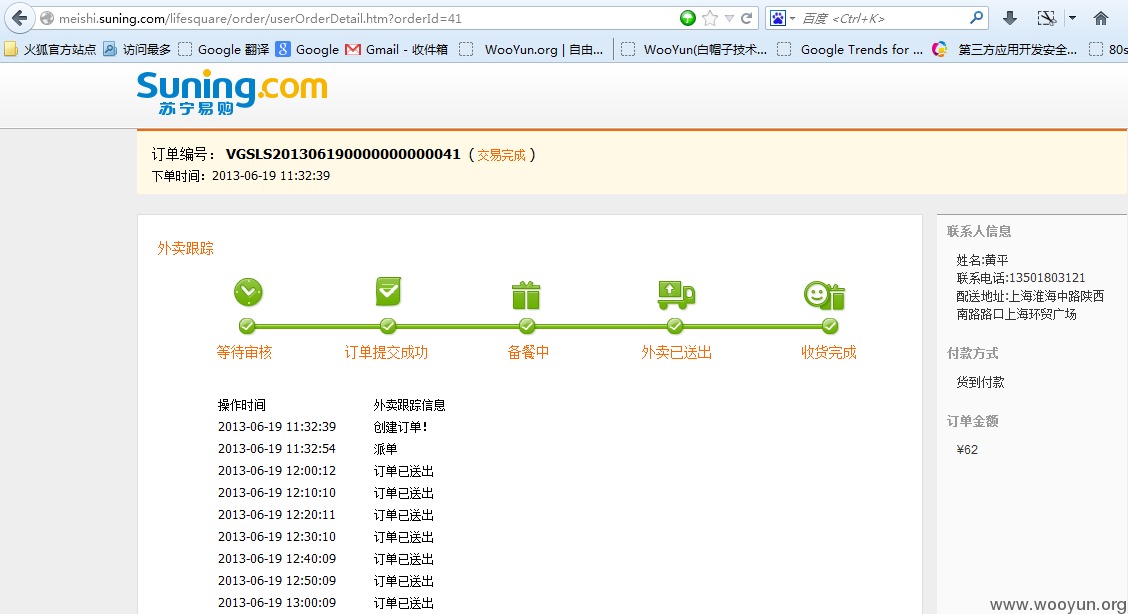 meishi.suning.com/lifesquare/order/userOrderDetail.htm?orderId=41
百度 <Ctrl+K>
火狐官方站点 访问最多 Google 翻译 Google Gmail - 收件箱 WooYun.org | 自由... WooYun(白帽子技术... Google Trends for ... 第三方应用开发安全... 80s
Suning.com
苏宁易购
订单编号： VGSLS201306190000000000041 （交易完成）
下单时间：2013-06-19 11:32:39
外卖跟踪
等待审核 订单提交成功 备餐中 外卖已送出 收货完成
操作时间 外卖跟踪信息
2013-06-19 11:32:39 创建订单！
2013-06-19 11:32:54 派单
2013-06-19 12:00:12 订单已送出
2013-06-19 12:10:10 订单已送出
2013-06-19 12:20:11 订单已送出
2013-06-19 12:30:10 订单已送出
2013-06-19 12:40:09 订单已送出
2013-06-19 12:50:09 订单已送出
2013-06-19 13:00:09 订单已送出
联系人信息
姓名:黄平
联系电话:13501803121
配送地址:上海淮海中路陕西
南路路口上海环贸广场
付款方式
货到付款
订单金额
¥62
www.wooyun.org